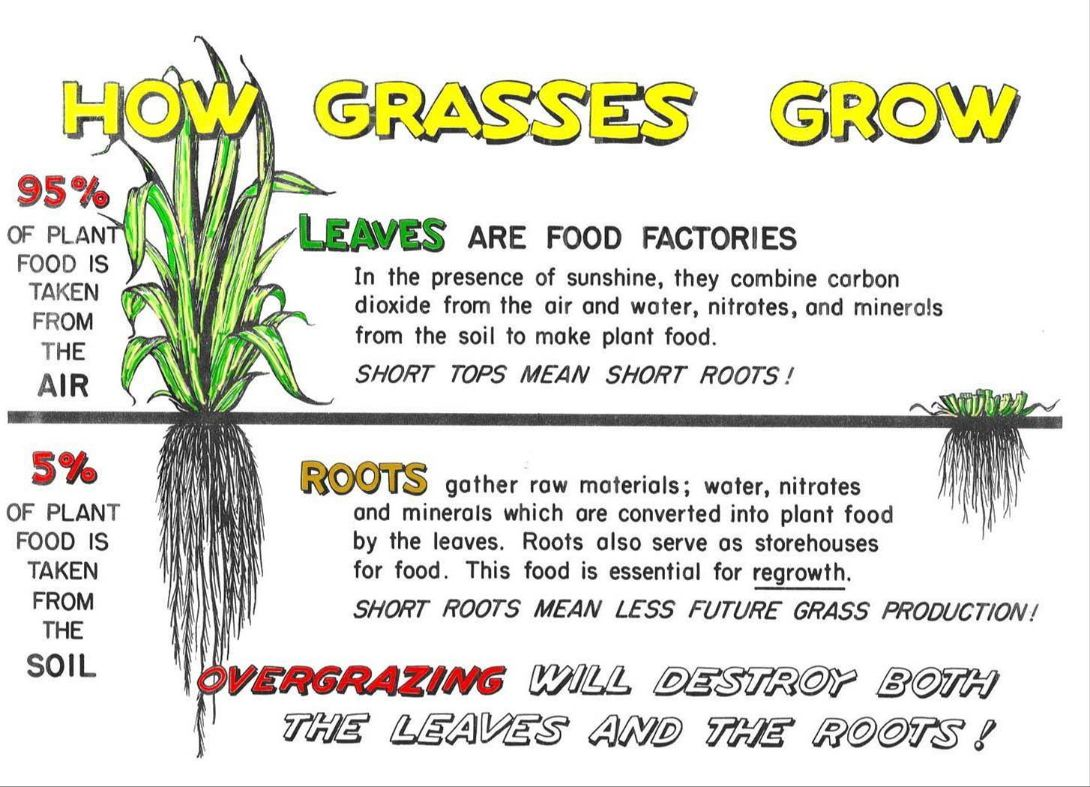 HOW GRASSES GROW
95%
OF PLANT
FOOD IS
TAKEN
FROM
THE
AIR
LEAVES ARE FOOD FACTORIES
In the presence of sunshine, they combine carbon
dioxide from the air and water, nitrates, and minerals
from the soil to make plant food.
SHORT TOPS MEAN SHORT ROOTS!
5%
OF PLANT
FOOD IS
TAKEN
FROM
THE
SOIL
ROOTS gather raw materials; water, nitrates
and minerals which are converted into plant food
by the leaves. Roots also serve as storehouses
for food. This food is essential for regrowth.
SHORT ROOTS MEAN LESS FUTURE GRASS PRODUCTION!
OVERGRAZING WILL DESTROY BOTH
THE LEAVES AND THE ROOTS!